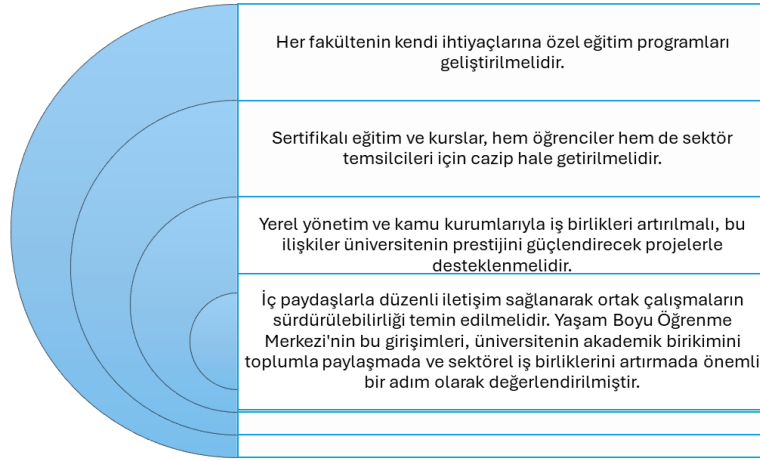 Her fakültenin kendi ihtiyaçlarına özel eğitim programları
geliştirilmelidir.
Sertifikalı eğitim ve kurslar, hem öğrenciler hem de sektör
temsilcileri için cazip hale getirilmelidir.
Yerel yönetim ve kamu kurumlarıyla iş birlikleri artırılmalı, bu
ilişkiler üniversitenin prestijini güçlendirecek projelerle
desteklenmelidir.
İç paydaşlarla düzenli iletişim sağlanarak ortak çalışmaların
sürdürülebilirliği temin edilmelidir. Yaşam Boyu Öğrenme
Merkezi'nin bu girişimleri, üniversitenin akademik birikimini
toplumla paylaşmada ve sektörel iş birliklerini artırmada önemli
bir adım olarak değerlendirilmiştir.